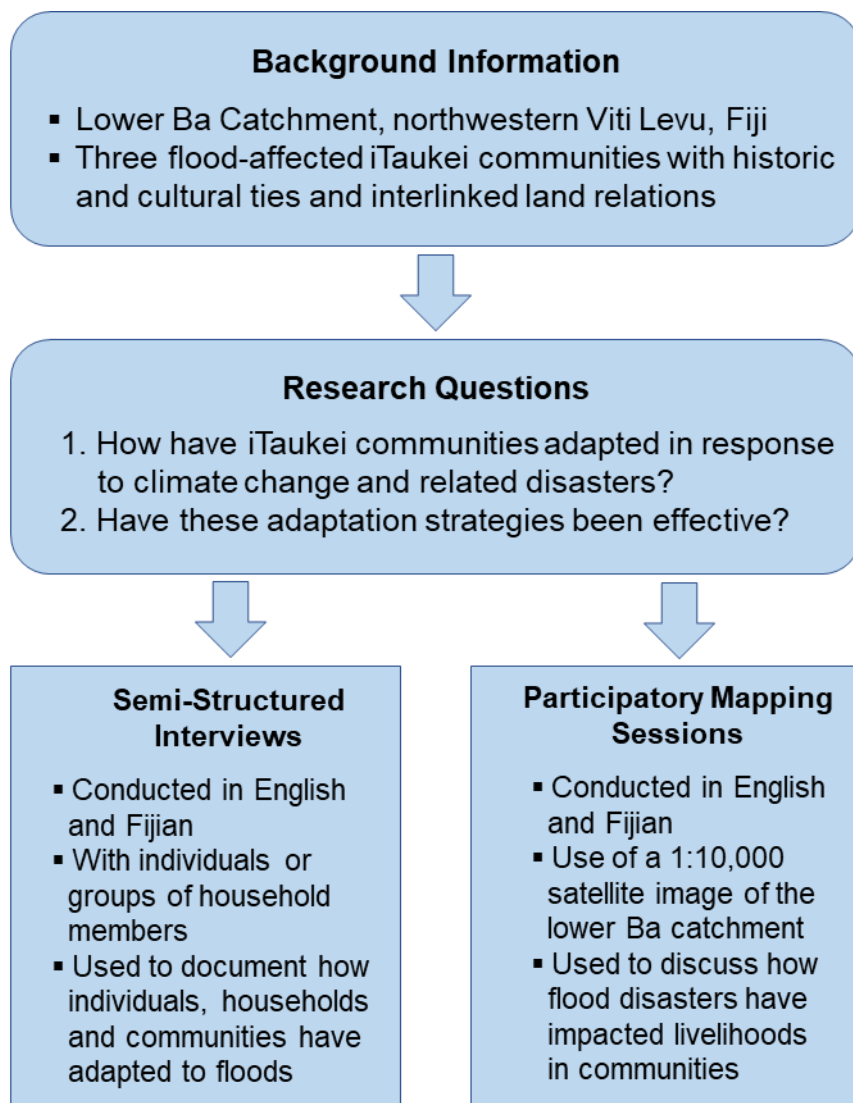 Background Information
▪ Lower Ba Catchment, northwestern Viti Levu, Fiji
▪ Three flood-affected iTaukei communities with historic
and cultural ties and interlinked land relations
Research Questions
1. How have iTaukei communities adapted in response
to climate change and related disasters?
2. Have these adaptation strategies been effective?
Semi-Structured
Interviews
▪ Conducted in English
and Fijian
▪ With individuals or
groups of household
members
▪ Used to document how
individuals, households
and communities have
adapted to floods
Participatory Mapping
Sessions
▪ Conducted in English
and Fijian
▪ Use of a 1:10,000
satellite image of the
lower Ba catchment
▪ Used to discuss how
flood disasters have
impacted livelihoods
in communities